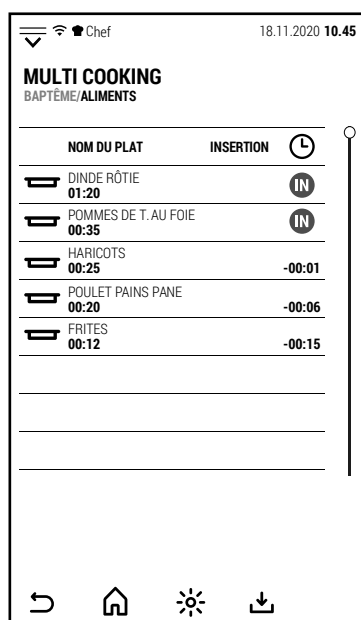 Chef 18.11.2020 10.45
MULTI COOKING
BAPTÊME/ALIMENTS
NOM DU PLAT INSERTION
DINDE RÔTIE
01:20 IN
POMMES DE T. AU FOIE
00:35 IN
HARICOTS
00:25 -00:01
POULET PAINS PANE
00:20 -00:06
FRITES
00:12 -00:15